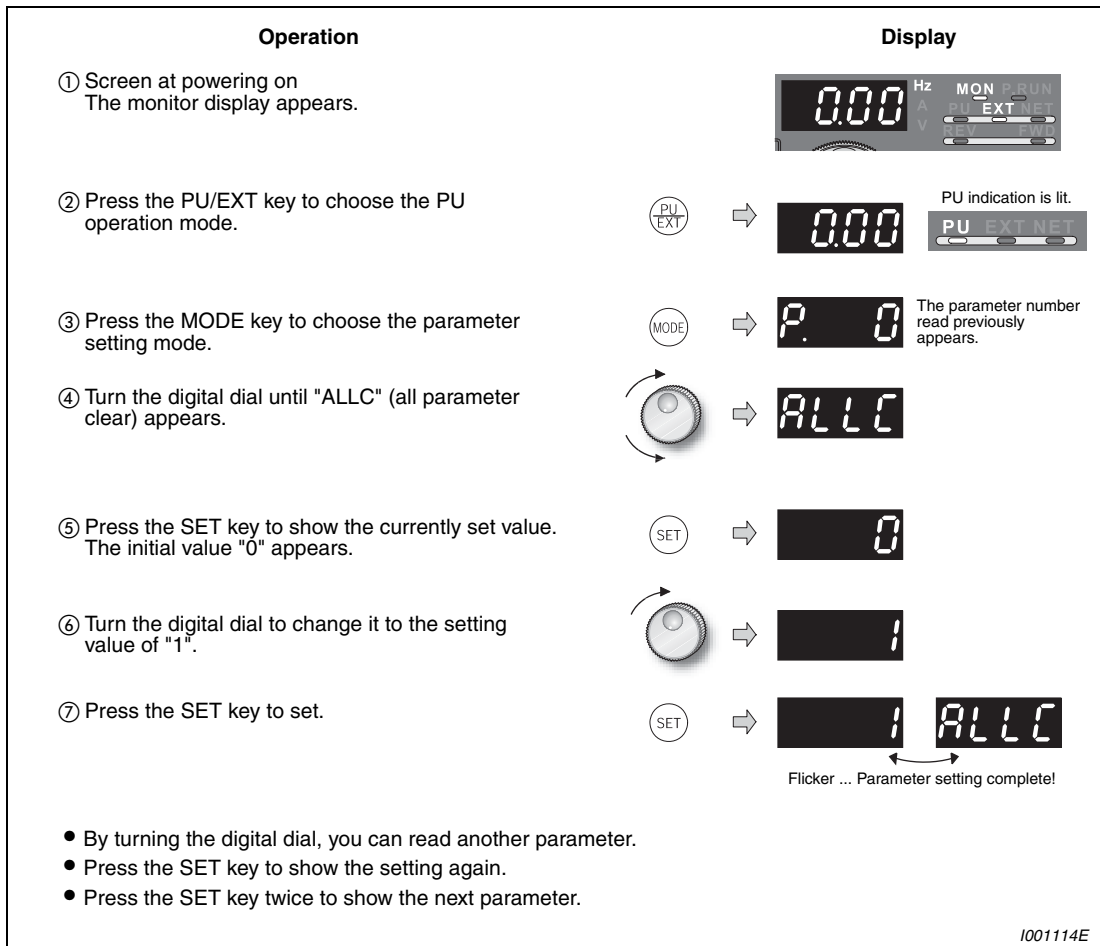 Operation
Display
① Screen at powering on
The monitor display appears.
0.00
Hz
A
V
MON P.RUN
PU EXT NET
REV FWD
② Press the PU/EXT key to choose the PU
operation mode.
PU
EXT
0.00
PU indication is lit.
PU EXT NET
③ Press the MODE key to choose the parameter
setting mode.
MODE
P. 0
The parameter number
read previously
appears.
④ Turn the digital dial until "ALLC" (all parameter
clear) appears.
ALLC
⑤ Press the SET key to show the currently set value.
The initial value "0" appears.
SET
0
⑥ Turn the digital dial to change it to the setting
value of "1".
1
⑦ Press the SET key to set.
SET
1 ALLC
Flicker ... Parameter setting complete!
• By turning the digital dial, you can read another parameter.
• Press the SET key to show the setting again.
• Press the SET key twice to show the next parameter.
I001114E